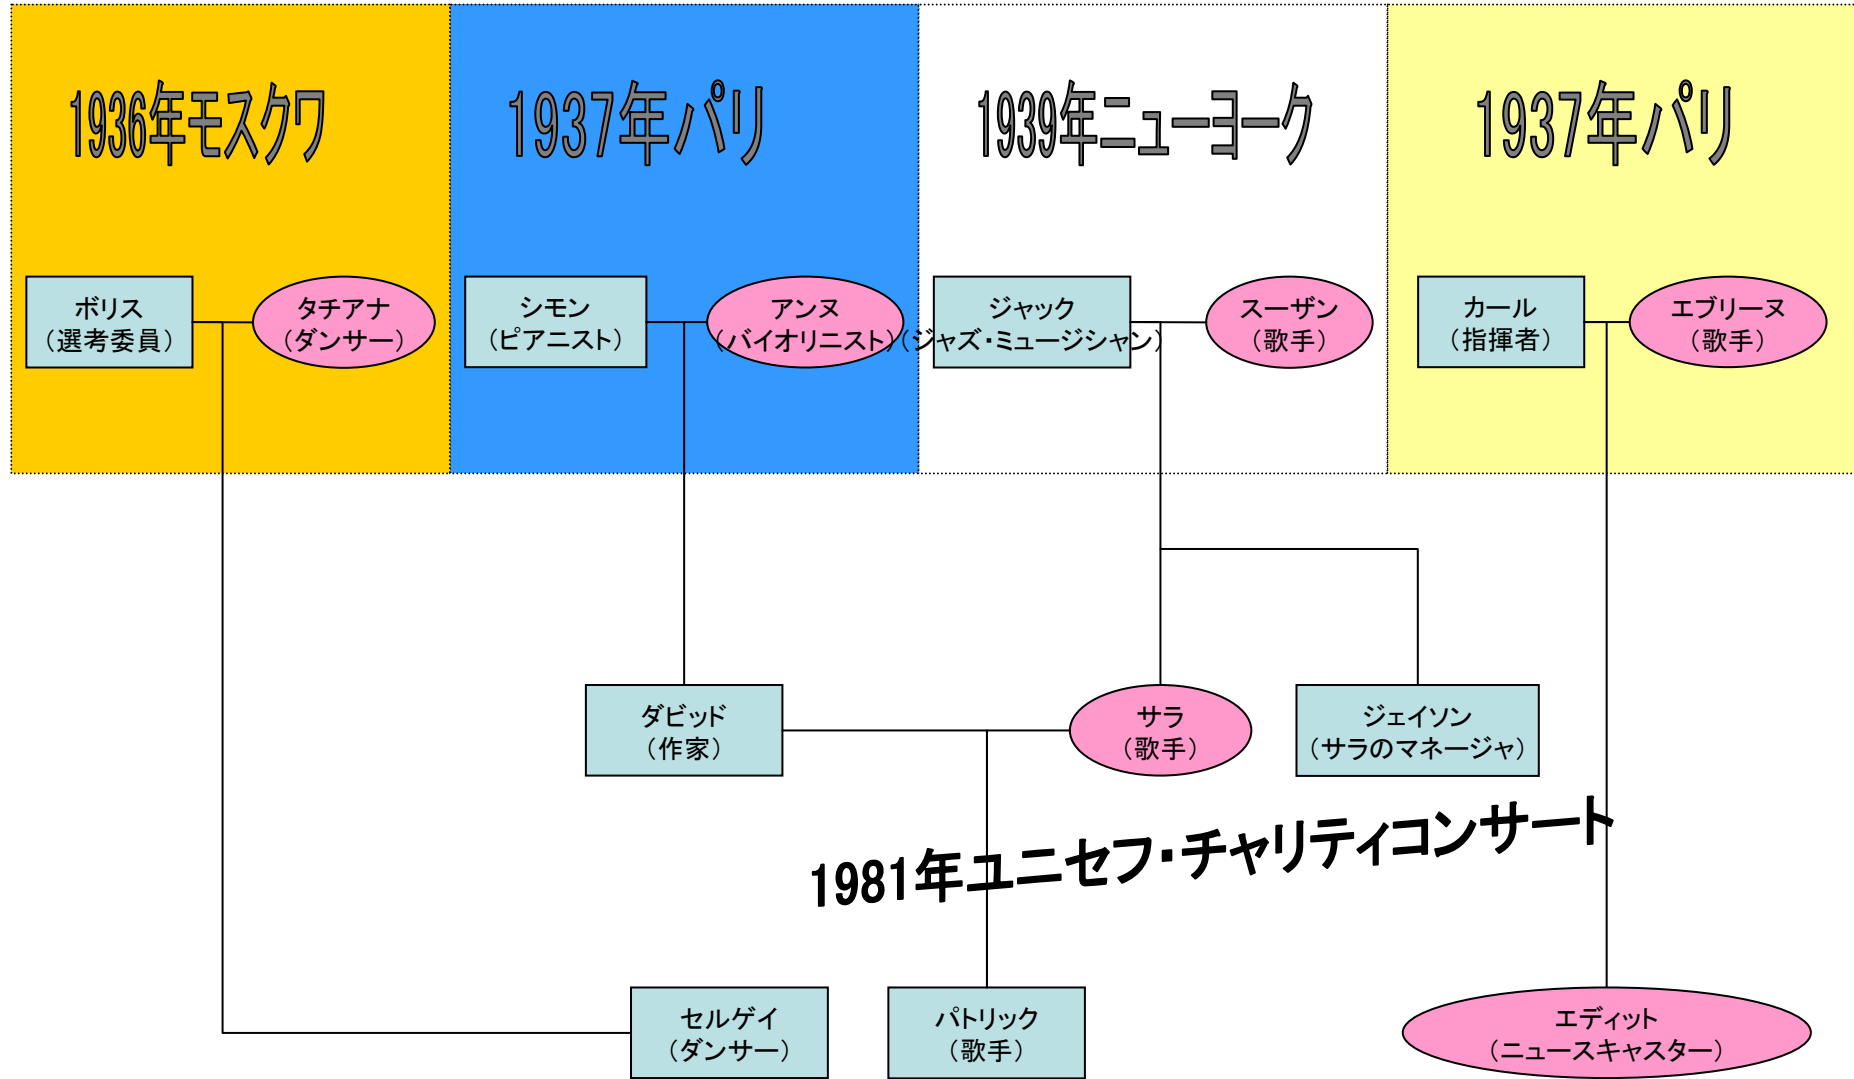 1936年モスクワ
1937年パリ
1939年ニューヨーク
1937年パリ
ボリス
（選考委員）
タチアナ
（ダンサー）
シモン
（ピアニスト）
アンヌ
（バイオリニスト）
ジャック
（ジャズ・ミュージシャン）
スーザン
（歌手）
カール
（指揮者）
エブリーヌ
（歌手）
ダビッド
（作家）
サラ
（歌手）
ジェイソン
（サラのマネージャ）
1981年ユニセフ・チャリティコンサート
セルゲイ
（ダンサー）
パトリック
（歌手）
エディット
（ニュースキャスター）